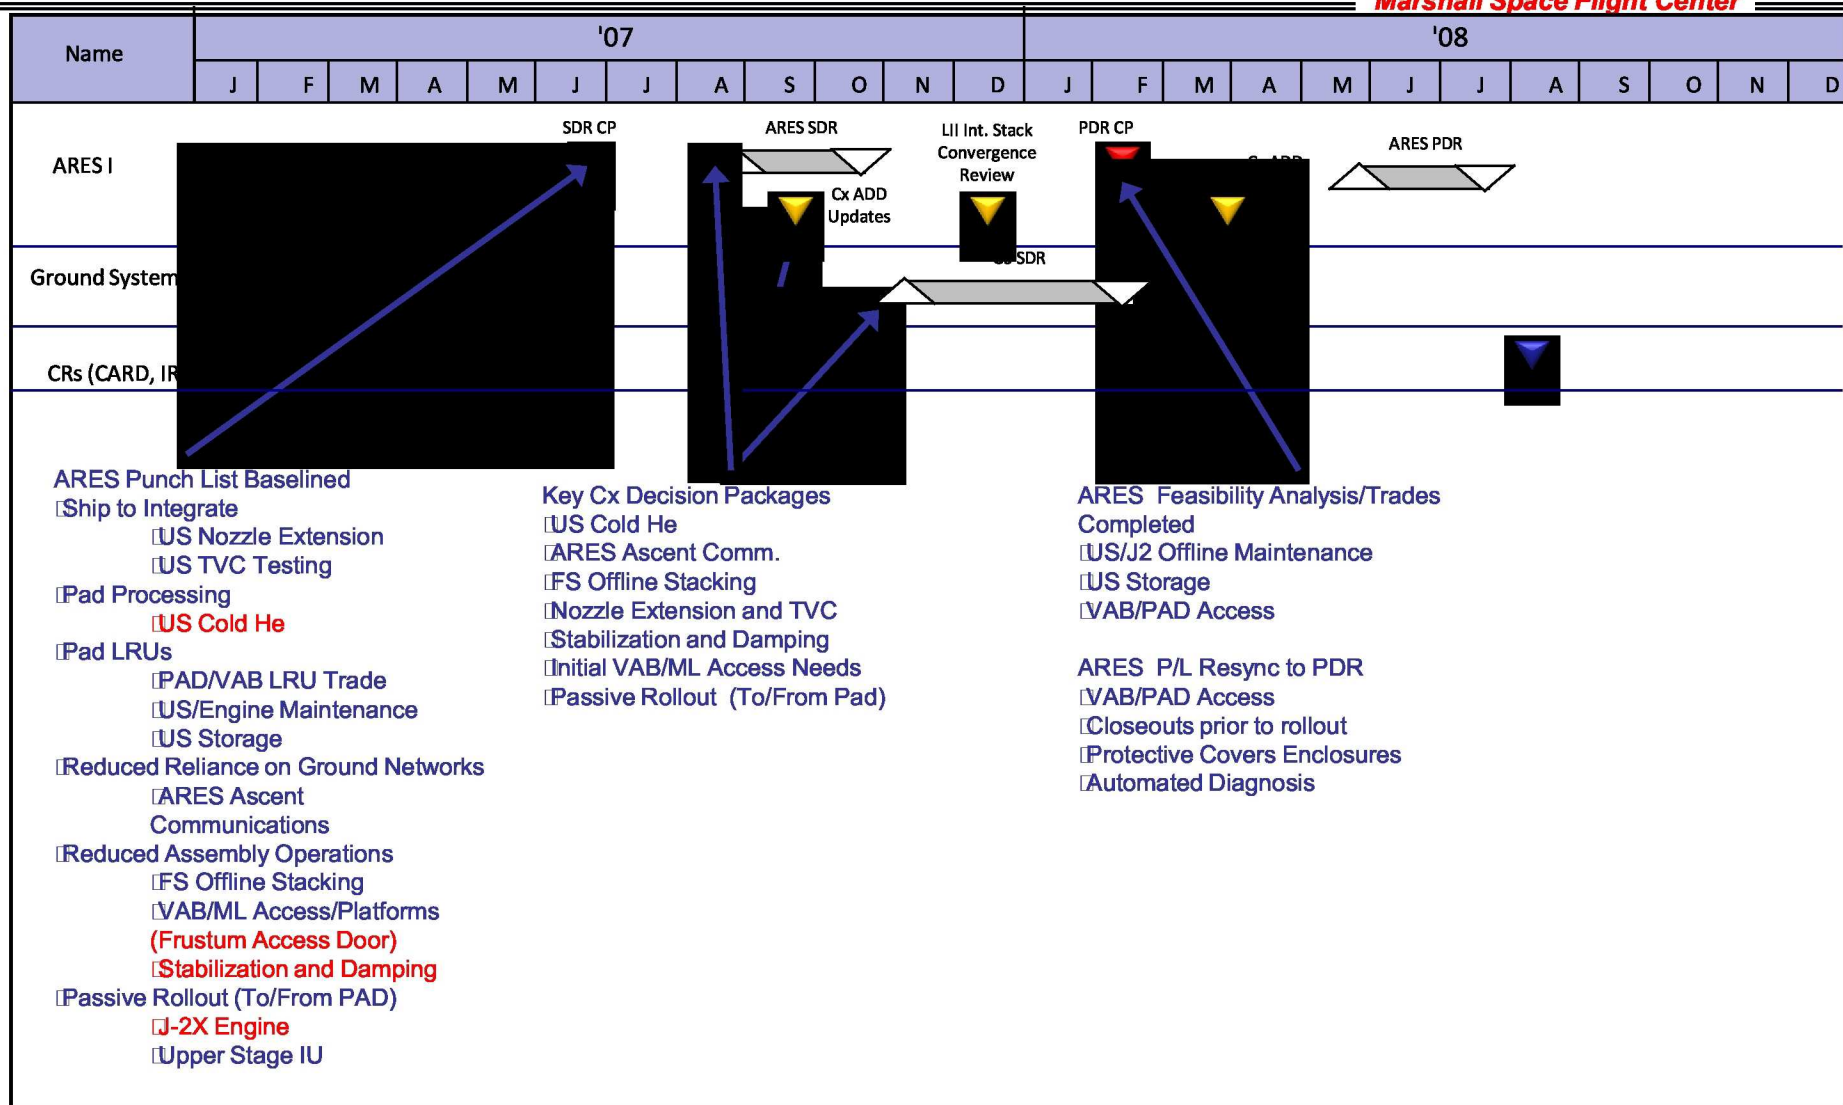 Marshall Space Flight Center
Name
'07
'08
J F M A M J J A S O N D J F M A M J J A S O N D
SDR CP
ARES SDR
LII Int. Stack
Convergence
Review
PDR CP
ARES PDR
ARES I
Cx ADD
Updates
Ground System
SDR
CRs (CARD, IR
ARES Punch List Baselined
Ship to Integrate
US Nozzle Extension
US TVC Testing
Pad Processing
US Cold He
Pad LRUs
PAD/VAB LRU Trade
US/Engine Maintenance
US Storage
Reduced Reliance on Ground Networks
ARES Ascent
Communications
Reduced Assembly Operations
FS Offline Stacking
VAB/ML Access/Platforms
(Frustum Access Door)
Stabilization and Damping
Passive Rollout (To/From PAD)
J-2X Engine
Upper Stage IU
Key Cx Decision Packages
US Cold He
ARES Ascent Comm.
FS Offline Stacking
Nozzle Extension and TVC
Stabilization and Damping
Initial VAB/ML Access Needs
Passive Rollout (To/From Pad)
ARES Feasibility Analysis/Trades
Completed
US/J2 Offline Maintenance
US Storage
VAB/PAD Access
ARES P/L Resync to PDR
VAB/PAD Access
Closeouts prior to rollout
Protective Covers Enclosures
Automated Diagnosis